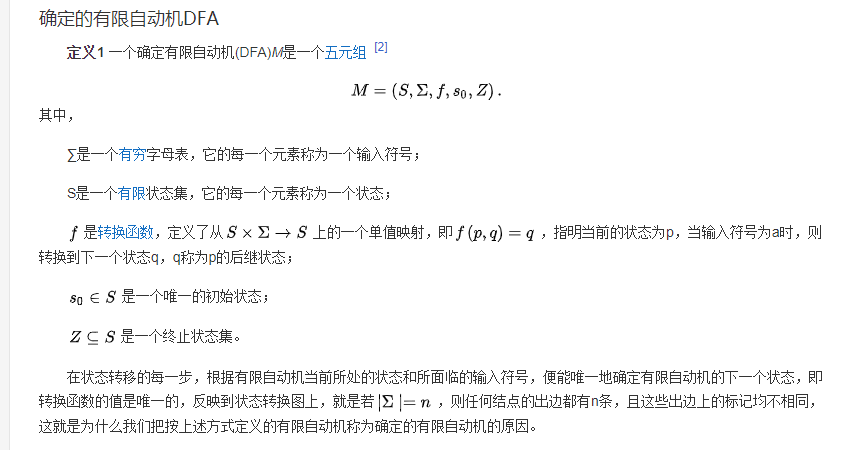 确定的有限自动机DFA
定义1 一个确定有限自动机(DFA)M是一个五元组 [2]
M = (S, Σ, f, s₀, Z) .
其中，
∑是一个有穷字母表，它的每一个元素称为一个输入符号；
S是一个有限状态集，它的每一个元素称为一个状态；
f 是转换函数，定义了从 S × Σ → S 上的一个单值映射，即 f (p, q) = q ，指明当前的状态为p，当输入符号为a时，则
转换到下一个状态q，q称为p的后继状态；
s₀ ∈ S 是一个唯一的初始状态；
Z ⊆ S 是一个终止状态集。
在状态转移的每一步，根据有限自动机当前所处的状态和所面临的输入符号，便能唯一地确定有限自动机的下一个状态，即
转换函数的值是唯一的，反映到状态转换图上，就是若 |Σ |= n ，则任何结点的出边都有n条，且这些出边上的标记均不相同，
这就是为什么我们把按上述方式定义的有限自动机称为确定的有限自动机的原因。